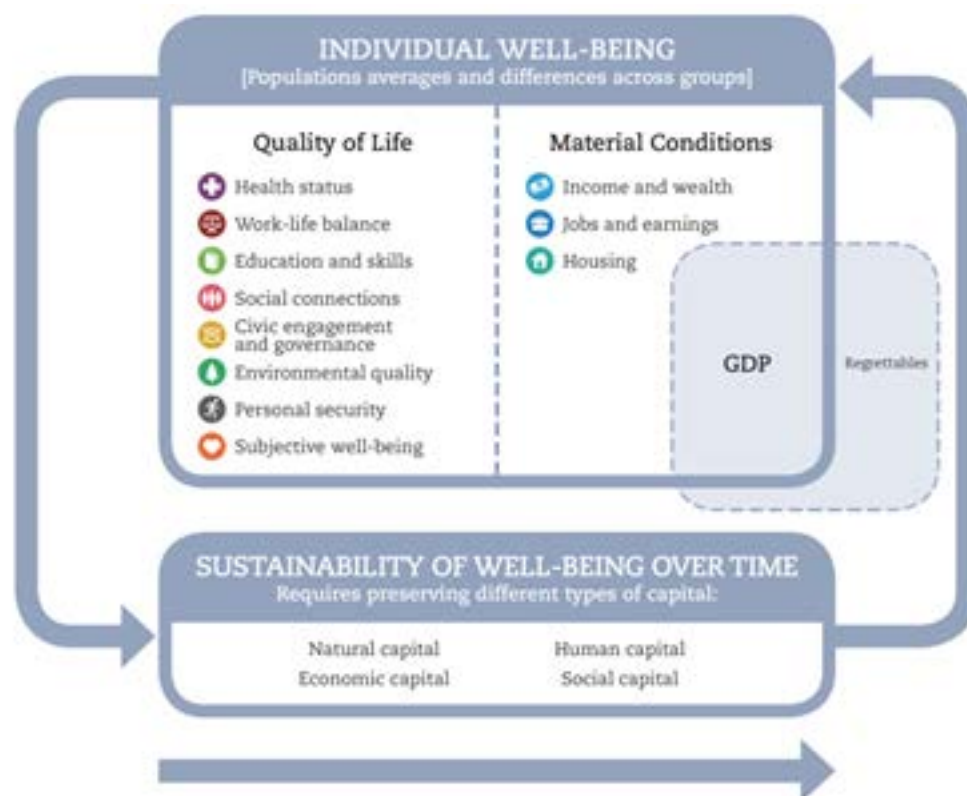 INDIVIDUAL WELL-BEING
[Populations averages and differences across groups]
Quality of Life
Health status
Work-life balance
Education and skills
Social connections
Civic engagement
and governance
Environmental quality
Personal security
Subjective well-being
Material Conditions
Income and wealth
Jobs and earnings
Housing
GDP
Regrettables
SUSTAINABILITY OF WELL-BEING OVER TIME
Requires preserving different types of capital:
Natural capital
Human capital
Economic capital
Social capital